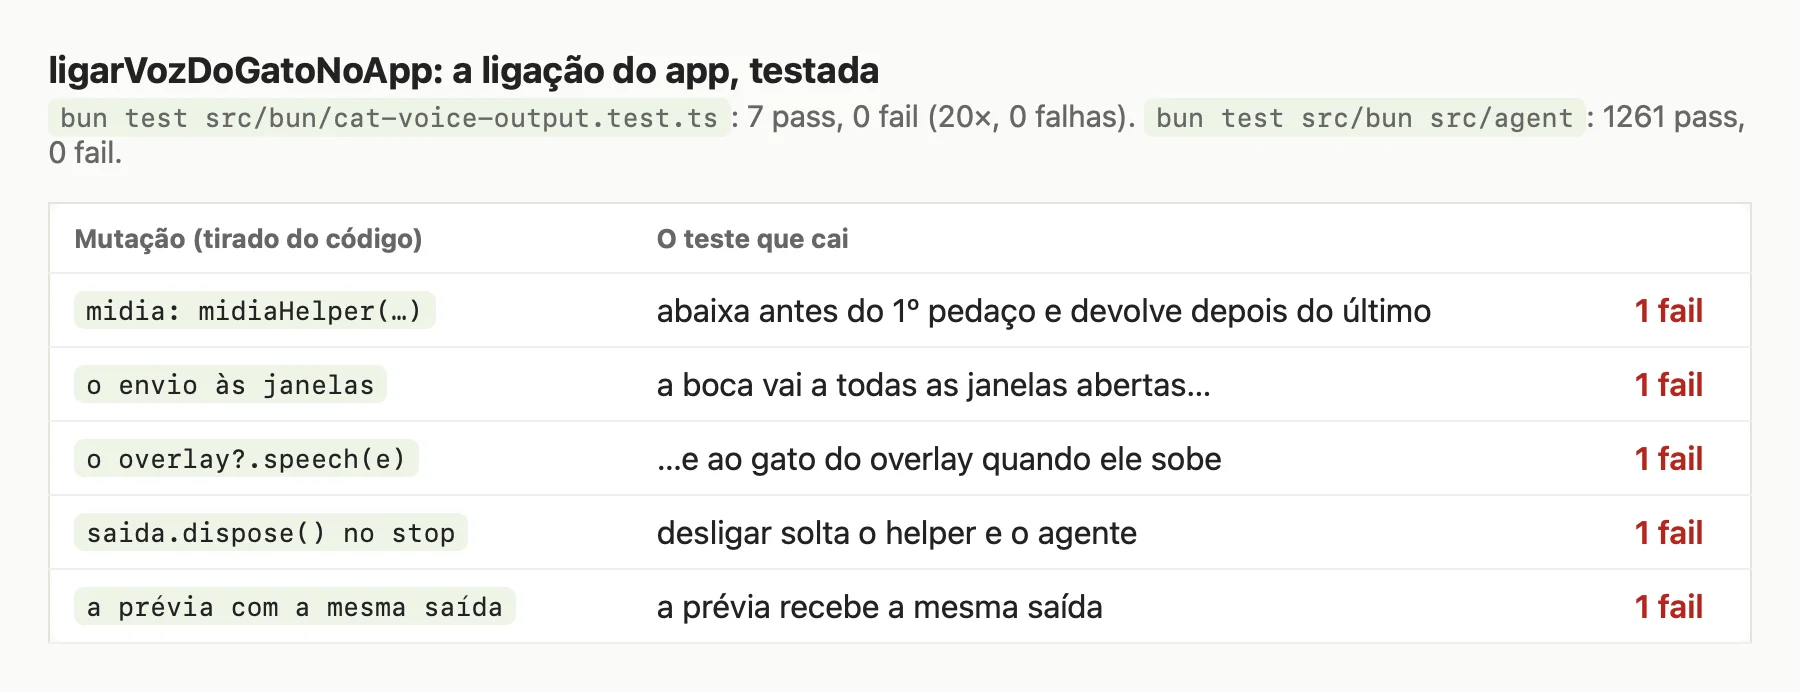 ligarVozDoGatoNoApp: a ligação do app, testada
bun test src/bun/cat-voice-output.test.ts: 7 pass, 0 fail (20×, 0 falhas). bun test src/bun src/agent: 1261 pass,
0 fail.
Mutação (tirado do código) O teste que cai
midia: midiaHelper(…) abaixa antes do 1º pedaço e devolve depois do último 1 fail
o envio às janelas a boca vai a todas as janelas abertas… 1 fail
o overlay?.speech(e) …e ao gato do overlay quando ele sobe 1 fail
saida.dispose() no stop desligar solta o helper e o agente 1 fail
a prévia com a mesma saída a prévia recebe a mesma saída 1 fail